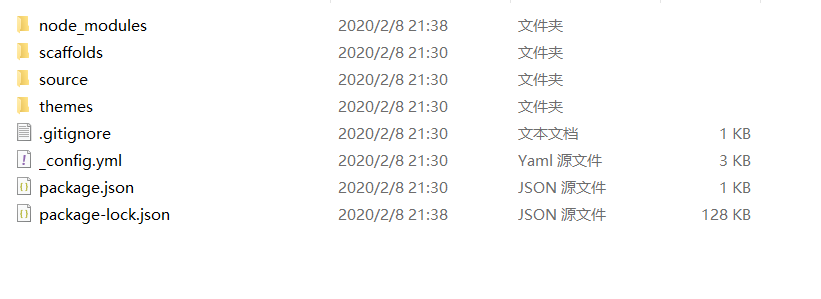 node_modules 2020/2/8 21:38 文件夹
scaffolds 2020/2/8 21:30 文件夹
source 2020/2/8 21:30 文件夹
themes 2020/2/8 21:30 文件夹
.gitignore 2020/2/8 21:30 文本文档 1 KB
_config.yml 2020/2/8 21:30 Yaml 源文件 3 KB
package.json 2020/2/8 21:30 JSON 源文件 1 KB
package-lock.json 2020/2/8 21:38 JSON 源文件 128 KB